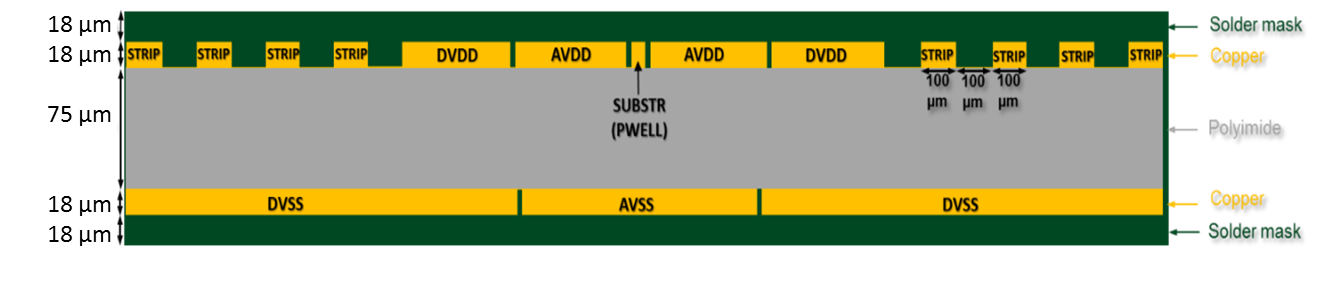 18 µm
Solder mask
18 µm
STRIP STRIP STRIP STRIP DVDD AVDD AVDD DVDD STRIP STRIP STRIP STRIP
Copper
100 100 100
µm µm µm
SUBSTR
(PWELL)
75 µm
Polyimide
18 µm
DVSS AVSS DVSS
Copper
18 µm
Solder mask